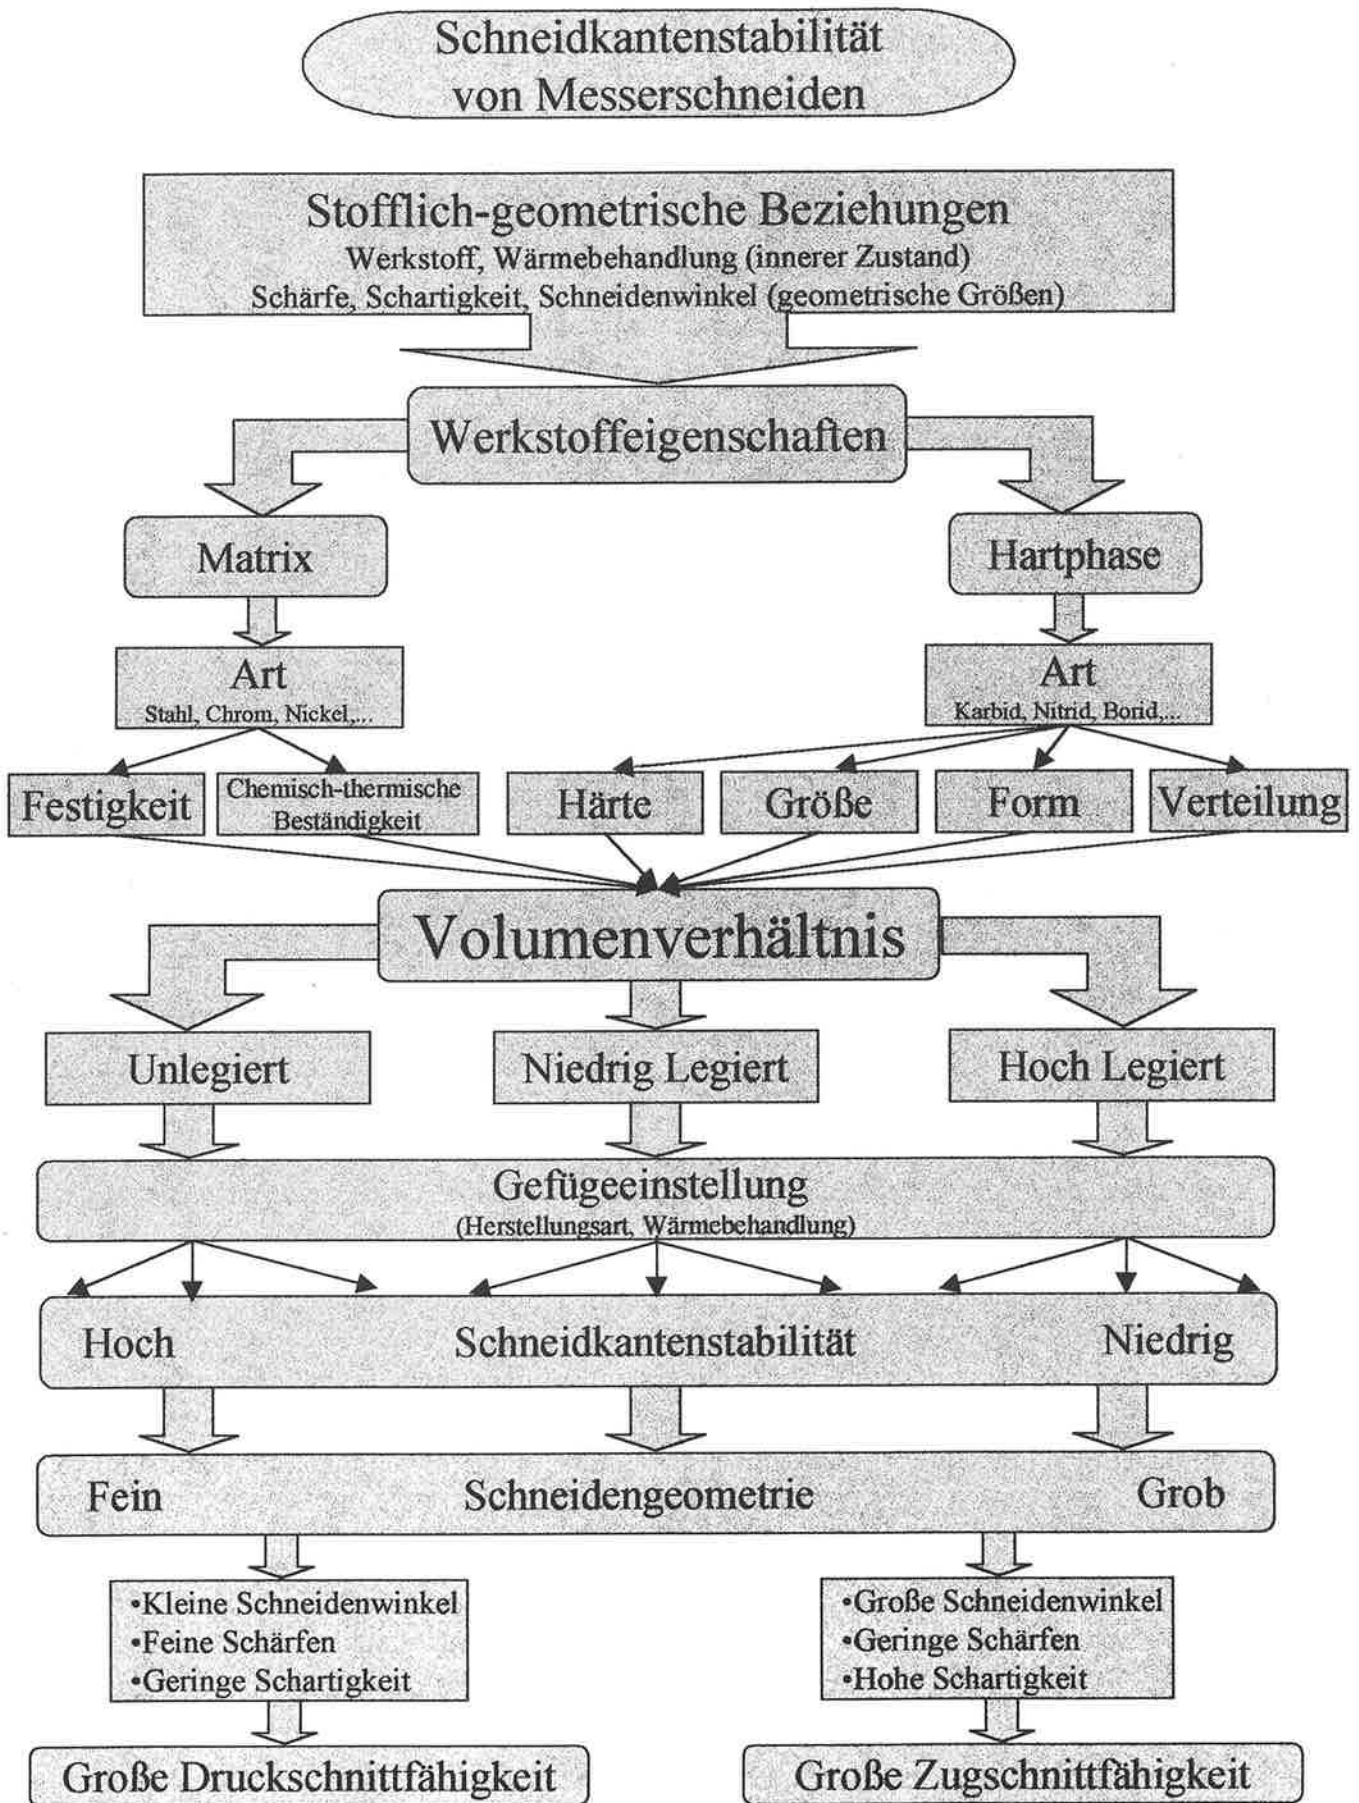 Schneidkantenstabilität
von Messerschneiden
Stofflich-geometrische Beziehungen
Werkstoff, Wärmebehandlung (innerer Zustand)
Schärfe, Schartigkeit, Schneidenwinkel (geometrische Größen)
Werkstoffeigenschaften
Matrix
Hartphase
Art
Stahl, Chrom, Nickel,...
Art
Karbid, Nitrid, Borid,...
Festigkeit
Chemisch-thermische
Beständigkeit
Härte
Größe
Form
Verteilung
Volumenverhältnis
Unlegiert
Niedrig Legiert
Hoch Legiert
Gefügeeinstellung
(Herstellungsart, Wärmebehandlung)
Hoch Schneidkantenstabilität Niedrig
Fein Schneidengeometrie Grob
•Kleine Schneidenwinkel
•Feine Schärfen
•Geringe Schartigkeit
•Große Schneidenwinkel
•Geringe Schärfen
•Hohe Schartigkeit
Große Druckschnittfähigkeit
Große Zugschnittfähigkeit